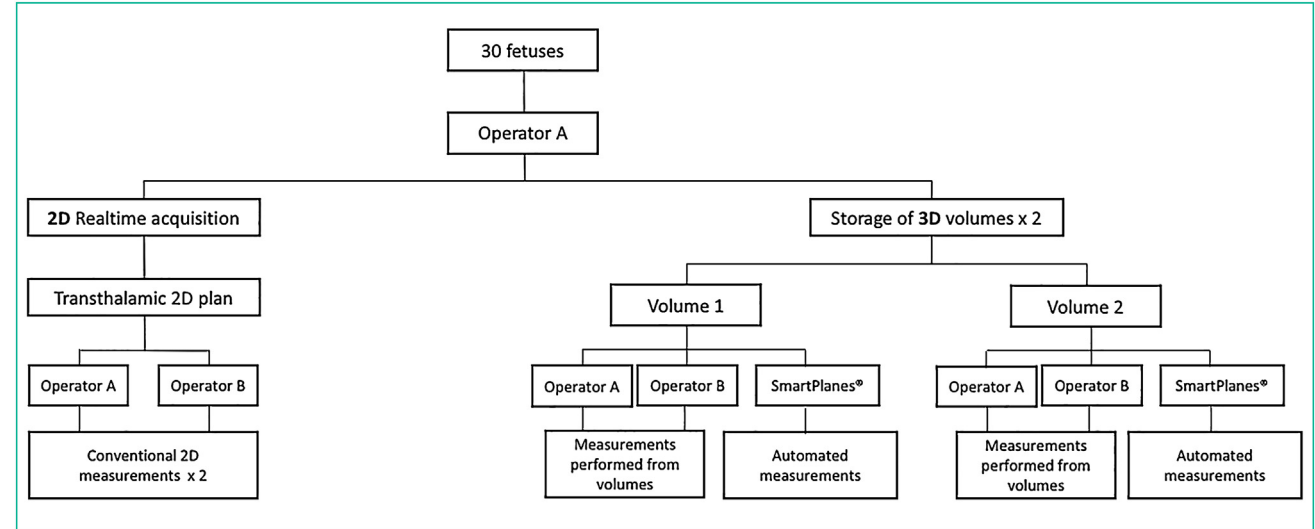 30 fetuses
Operator A
2D Realtime acquisition
Storage of 3D volumes x 2
Transthalamic 2D plan
Volume 1
Volume 2
Operator A
Operator B
Operator A
Operator B
SmartPlanes®
Operator A
Operator B
SmartPlanes®
Conventional 2D
measurements x 2
Measurements
performed from
volumes
Automated
measurements
Measurements
performed from
volumes
Automated
measurements